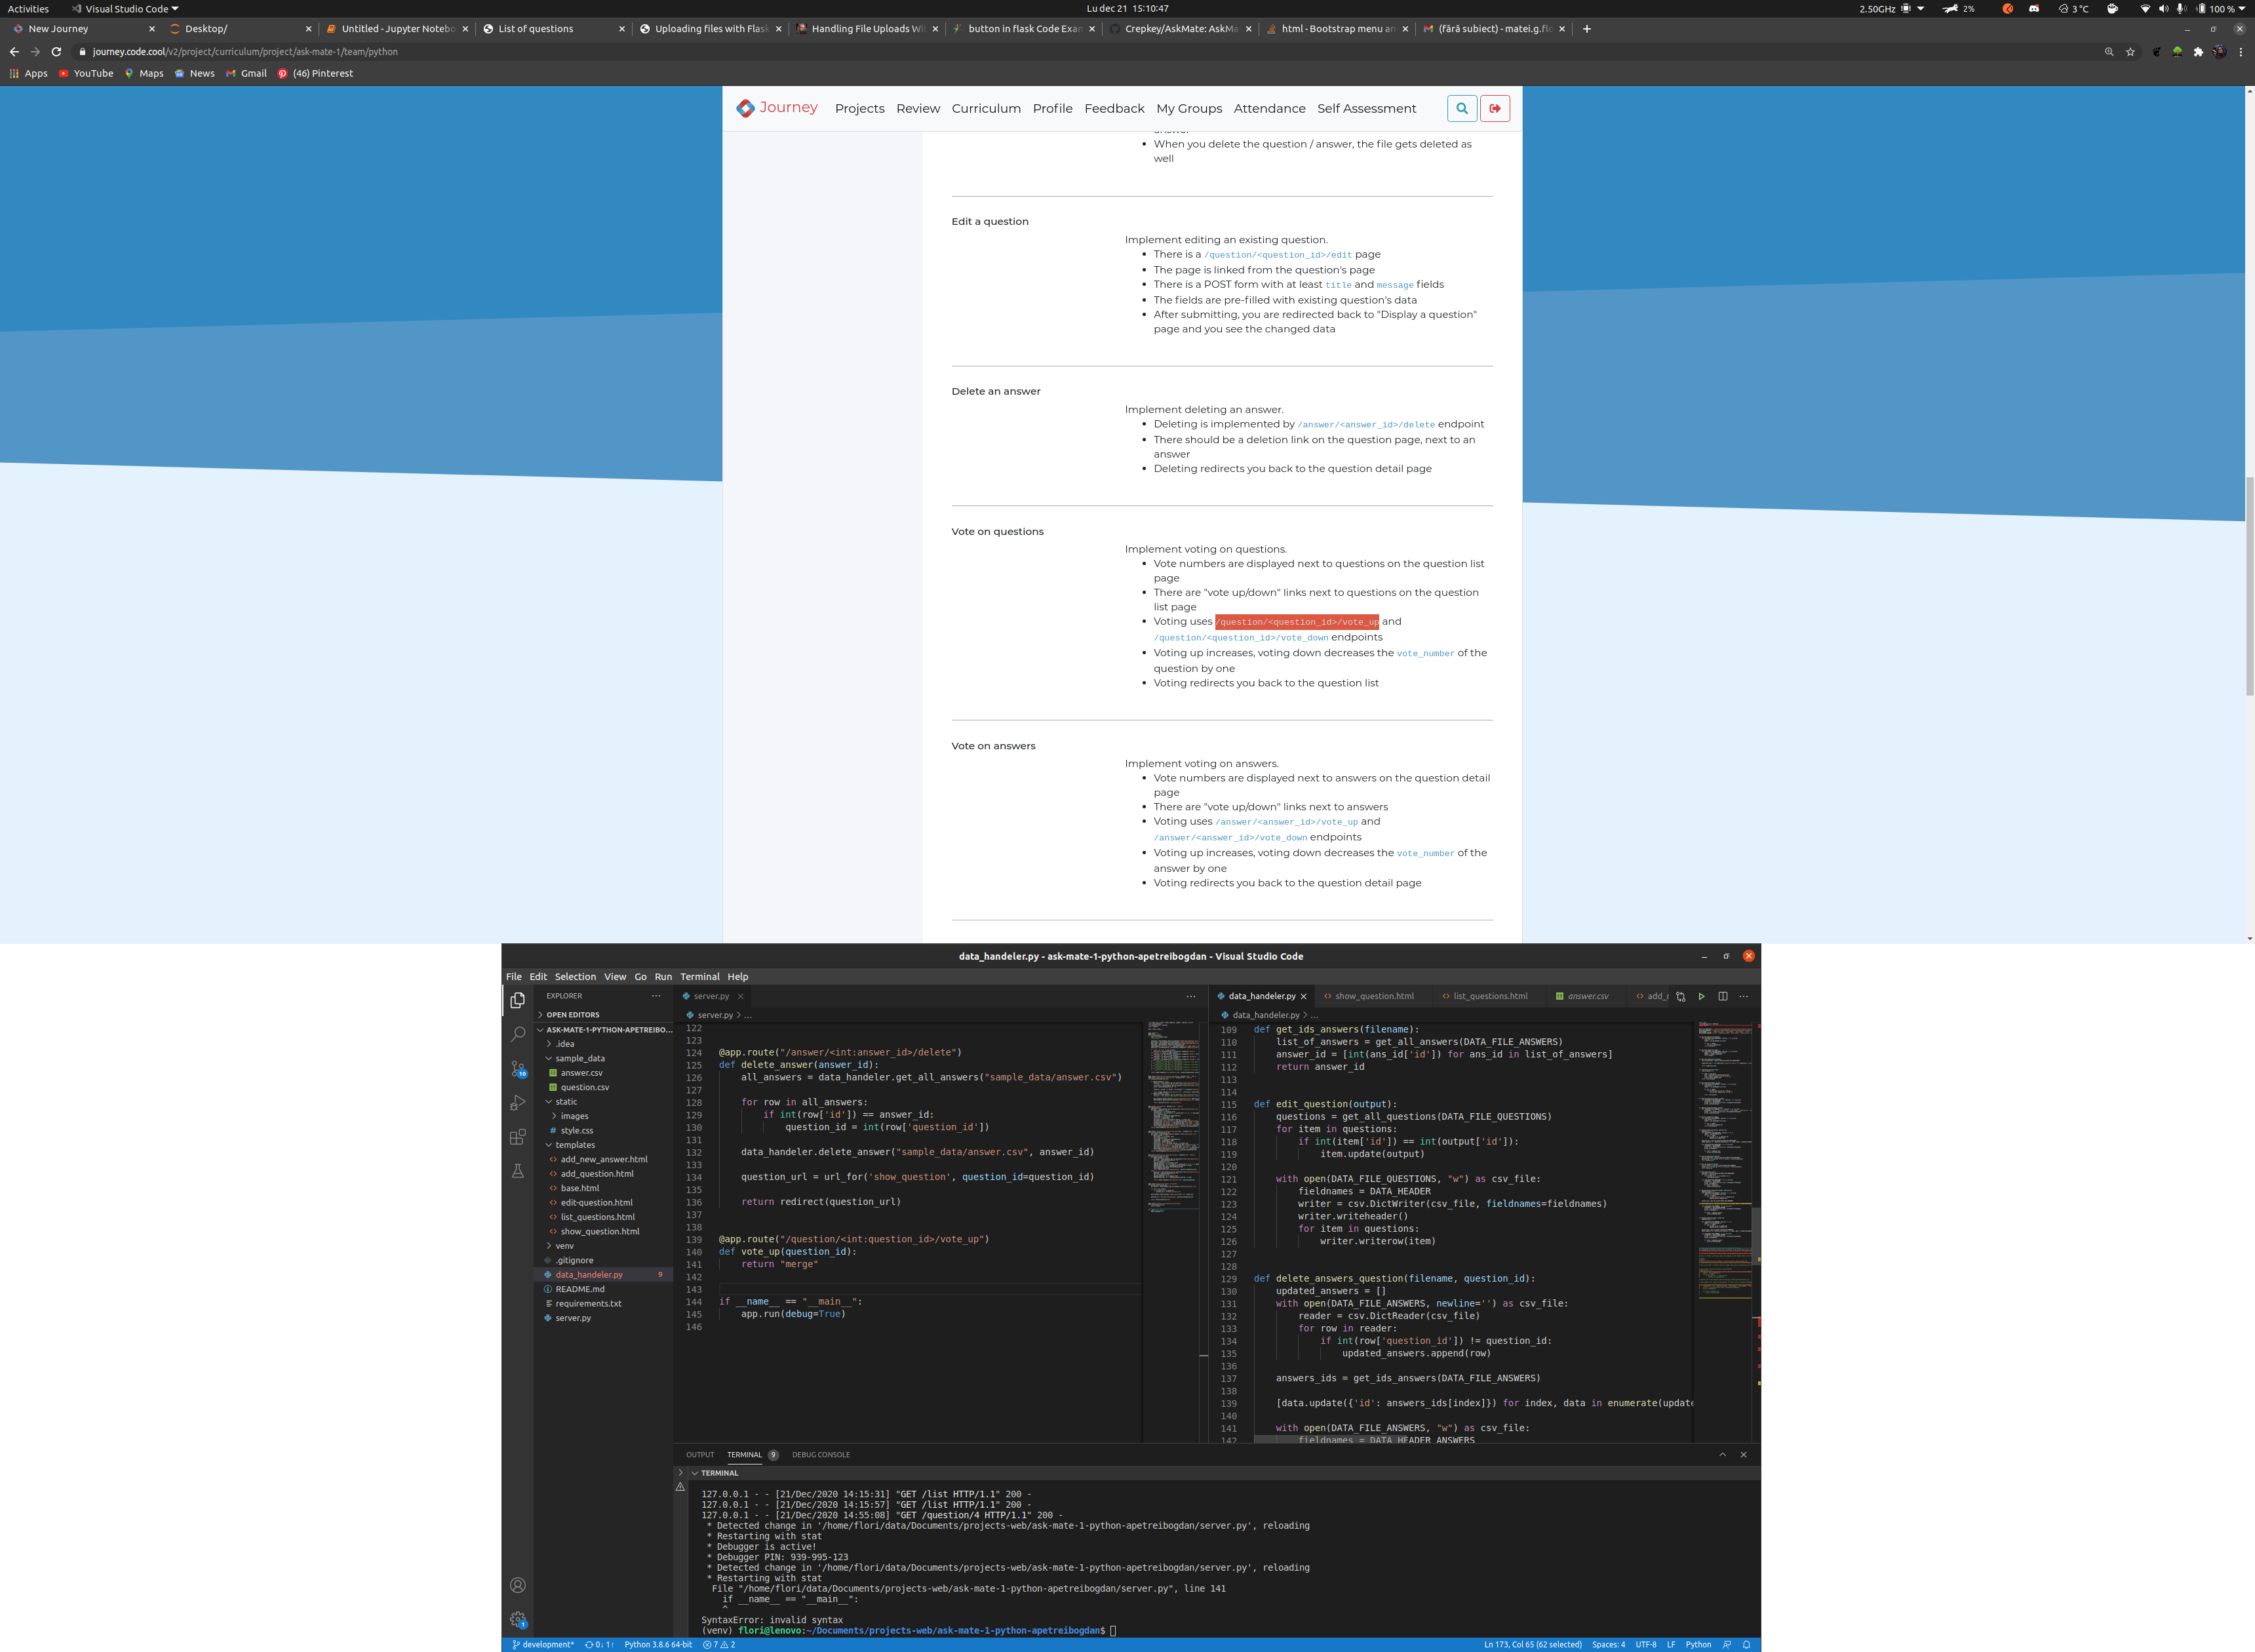 Activities Visual Studio Code Lu dec 21 15:10:47 2.50GHz 2% 3 °C 100 %
New Journey Desktop/ Untitled - Jupyter Notebo List of questions Uploading files with Flask Handling File Uploads Wi button in flask Code Exam Crepkey/AskMate: AskMa html - Bootstrap menu an (fără subiect) - matei.g.flo
journey.code.cool/v2/project/curriculum/project/ask-mate-1/team/python
Apps YouTube Maps News Gmail (46) Pinterest
Journey Projects Review Curriculum Profile Feedback My Groups Attendance Self Assessment
answer
• When you delete the question / answer, the file gets deleted as
well
Edit a question
Implement editing an existing question.
• There is a /question/<question_id>/edit page
• The page is linked from the question's page
• There is a POST form with at least title and message fields
• The fields are pre-filled with existing question's data
• After submitting, you are redirected back to "Display a question"
page and you see the changed data
Delete an answer
Implement deleting an answer.
• Deleting is implemented by /answer/<answer_id>/delete endpoint
• There should be a deletion link on the question page, next to an
answer
• Deleting redirects you back to the question detail page
Vote on questions
Implement voting on questions.
• Vote numbers are displayed next to questions on the question list
page
• There are "vote up/down" links next to questions on the question
list page
• Voting uses /question/<question_id>/vote_up and
/question/<question_id>/vote_down endpoints
• Voting up increases, voting down decreases the vote_number of the
question by one
• Voting redirects you back to the question list
Vote on answers
Implement voting on answers.
• Vote numbers are displayed next to answers on the question detail
page
• There are "vote up/down" links next to answers
• Voting uses /answer/<answer_id>/vote_up and
/answer/<answer_id>/vote_down endpoints
• Voting up increases, voting down decreases the vote_number of the
answer by one
• Voting redirects you back to the question detail page
data_handeler.py - ask-mate-1-python-apetreibogdan - Visual Studio Code
File Edit Selection View Go Run Terminal Help
EXPLORER
OPEN EDITORS
ASK-MATE-1-PYTHON-APETREIBO...
.idea
sample_data
answer.csv
question.csv
static
images
style.css
templates
add_new_answer.html
add_question.html
base.html
edit-question.html
list_questions.html
show_question.html
venv
.gitignore
data_handeler.py 9
README.md
requirements.txt
server.py
10
1
server.py
server.py > ...
122
123
124 @app.route("/answer/<int:answer_id>/delete")
125 def delete_answer(answer_id):
126 all_answers = data_handeler.get_all_answers("sample_data/answer.csv")
127
128 for row in all_answers:
129 if int(row['id']) == answer_id:
130 question_id = int(row['question_id'])
131
132 data_handeler.delete_answer("sample_data/answer.csv", answer_id)
133
134 question_url = url_for('show_question', question_id=question_id)
135
136 return redirect(question_url)
137
138
139 @app.route("/question/<int:question_id>/vote_up")
140 def vote_up(question_id):
141 return "merge"
142
143
144 if __name__ == "__main__":
145 app.run(debug=True)
146
data_handeler.py show_question.html list_questions.html answer.csv add_r
data_handeler.py > ...
109 def get_ids_answers(filename):
110 list_of_answers = get_all_answers(DATA_FILE_ANSWERS)
111 answer_id = [int(ans_id['id']) for ans_id in list_of_answers]
112 return answer_id
113
114
115 def edit_question(output):
116 questions = get_all_questions(DATA_FILE_QUESTIONS)
117 for item in questions:
118 if int(item['id']) == int(output['id']):
119 item.update(output)
120
121 with open(DATA_FILE_QUESTIONS, "w") as csv_file:
122 fieldnames = DATA_HEADER
123 writer = csv.DictWriter(csv_file, fieldnames=fieldnames)
124 writer.writeheader()
125 for item in questions:
126 writer.writerow(item)
127
128
129 def delete_answers_question(filename, question_id):
130 updated_answers = []
131 with open(DATA_FILE_ANSWERS, newline='') as csv_file:
132 reader = csv.DictReader(csv_file)
133 for row in reader:
134 if int(row['question_id']) != question_id:
135 updated_answers.append(row)
136
137 answers_ids = get_ids_answers(DATA_FILE_ANSWERS)
138
139 [data.update({'id': answers_ids[index]}) for index, data in enumerate(update
140
141 with open(DATA_FILE_ANSWERS, "w") as csv_file:
142 fieldnames = DATA_HEADER_ANSWERS
OUTPUT TERMINAL 9 DEBUG CONSOLE
TERMINAL
127.0.0.1 - - [21/Dec/2020 14:15:31] "GET /list HTTP/1.1" 200 -
127.0.0.1 - - [21/Dec/2020 14:15:57] "GET /list HTTP/1.1" 200 -
127.0.0.1 - - [21/Dec/2020 14:55:08] "GET /question/4 HTTP/1.1" 200 -
* Detected change in '/home/flori/data/Documents/projects-web/ask-mate-1-python-apetreibogdan/server.py', reloading
* Restarting with stat
* Debugger is active!
* Debugger PIN: 939-995-123
* Detected change in '/home/flori/data/Documents/projects-web/ask-mate-1-python-apetreibogdan/server.py', reloading
* Restarting with stat
File "/home/flori/data/Documents/projects-web/ask-mate-1-python-apetreibogdan/server.py", line 141
if __name__ == "__main__":
^
SyntaxError: invalid syntax
(venv) flori@lenovo:~/Documents/projects-web/ask-mate-1-python-apetreibogdan$
development* 0↓ 1↑ Python 3.8.6 64-bit 7 2 Ln 173, Col 65 (62 selected) Spaces: 4 UTF-8 LF Python